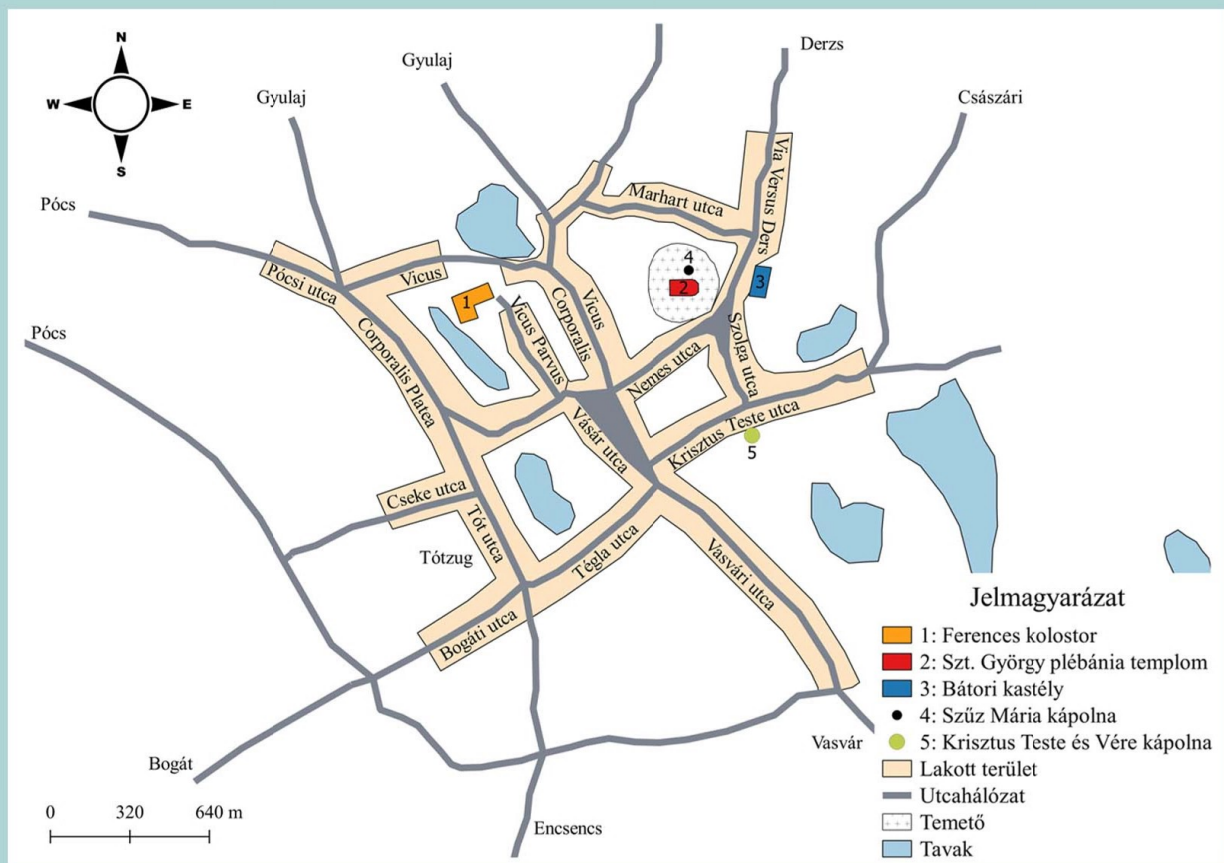 N
W
E
S
Gyulaj
Gyulaj
Derzs
Császári
Pócs
Pócs
Marhart utca
Via Versus Ders
Pócsi utca
Vicus
Vicus
Corporalis
Vicus Parvus
Corporalis Platea
4
2
3
1
Szolga utca
Nemes utca
Vásár utca
Krisztus Teste utca
5
Cseke utca
Tót utca
Tótzug
Tégla utca
Vasvári utca
Bogáti utca
Bogát
Vasvár
Encsencs
0 320 640 m
Jelmagyarázat
1: Ferences kolostor
2: Szt. György plébánia templom
3: Bátori kastély
4: Szűz Mária kápolna
5: Krisztus Teste és Vére kápolna
Lakott terület
Utcahálózat
Temető
Tavak